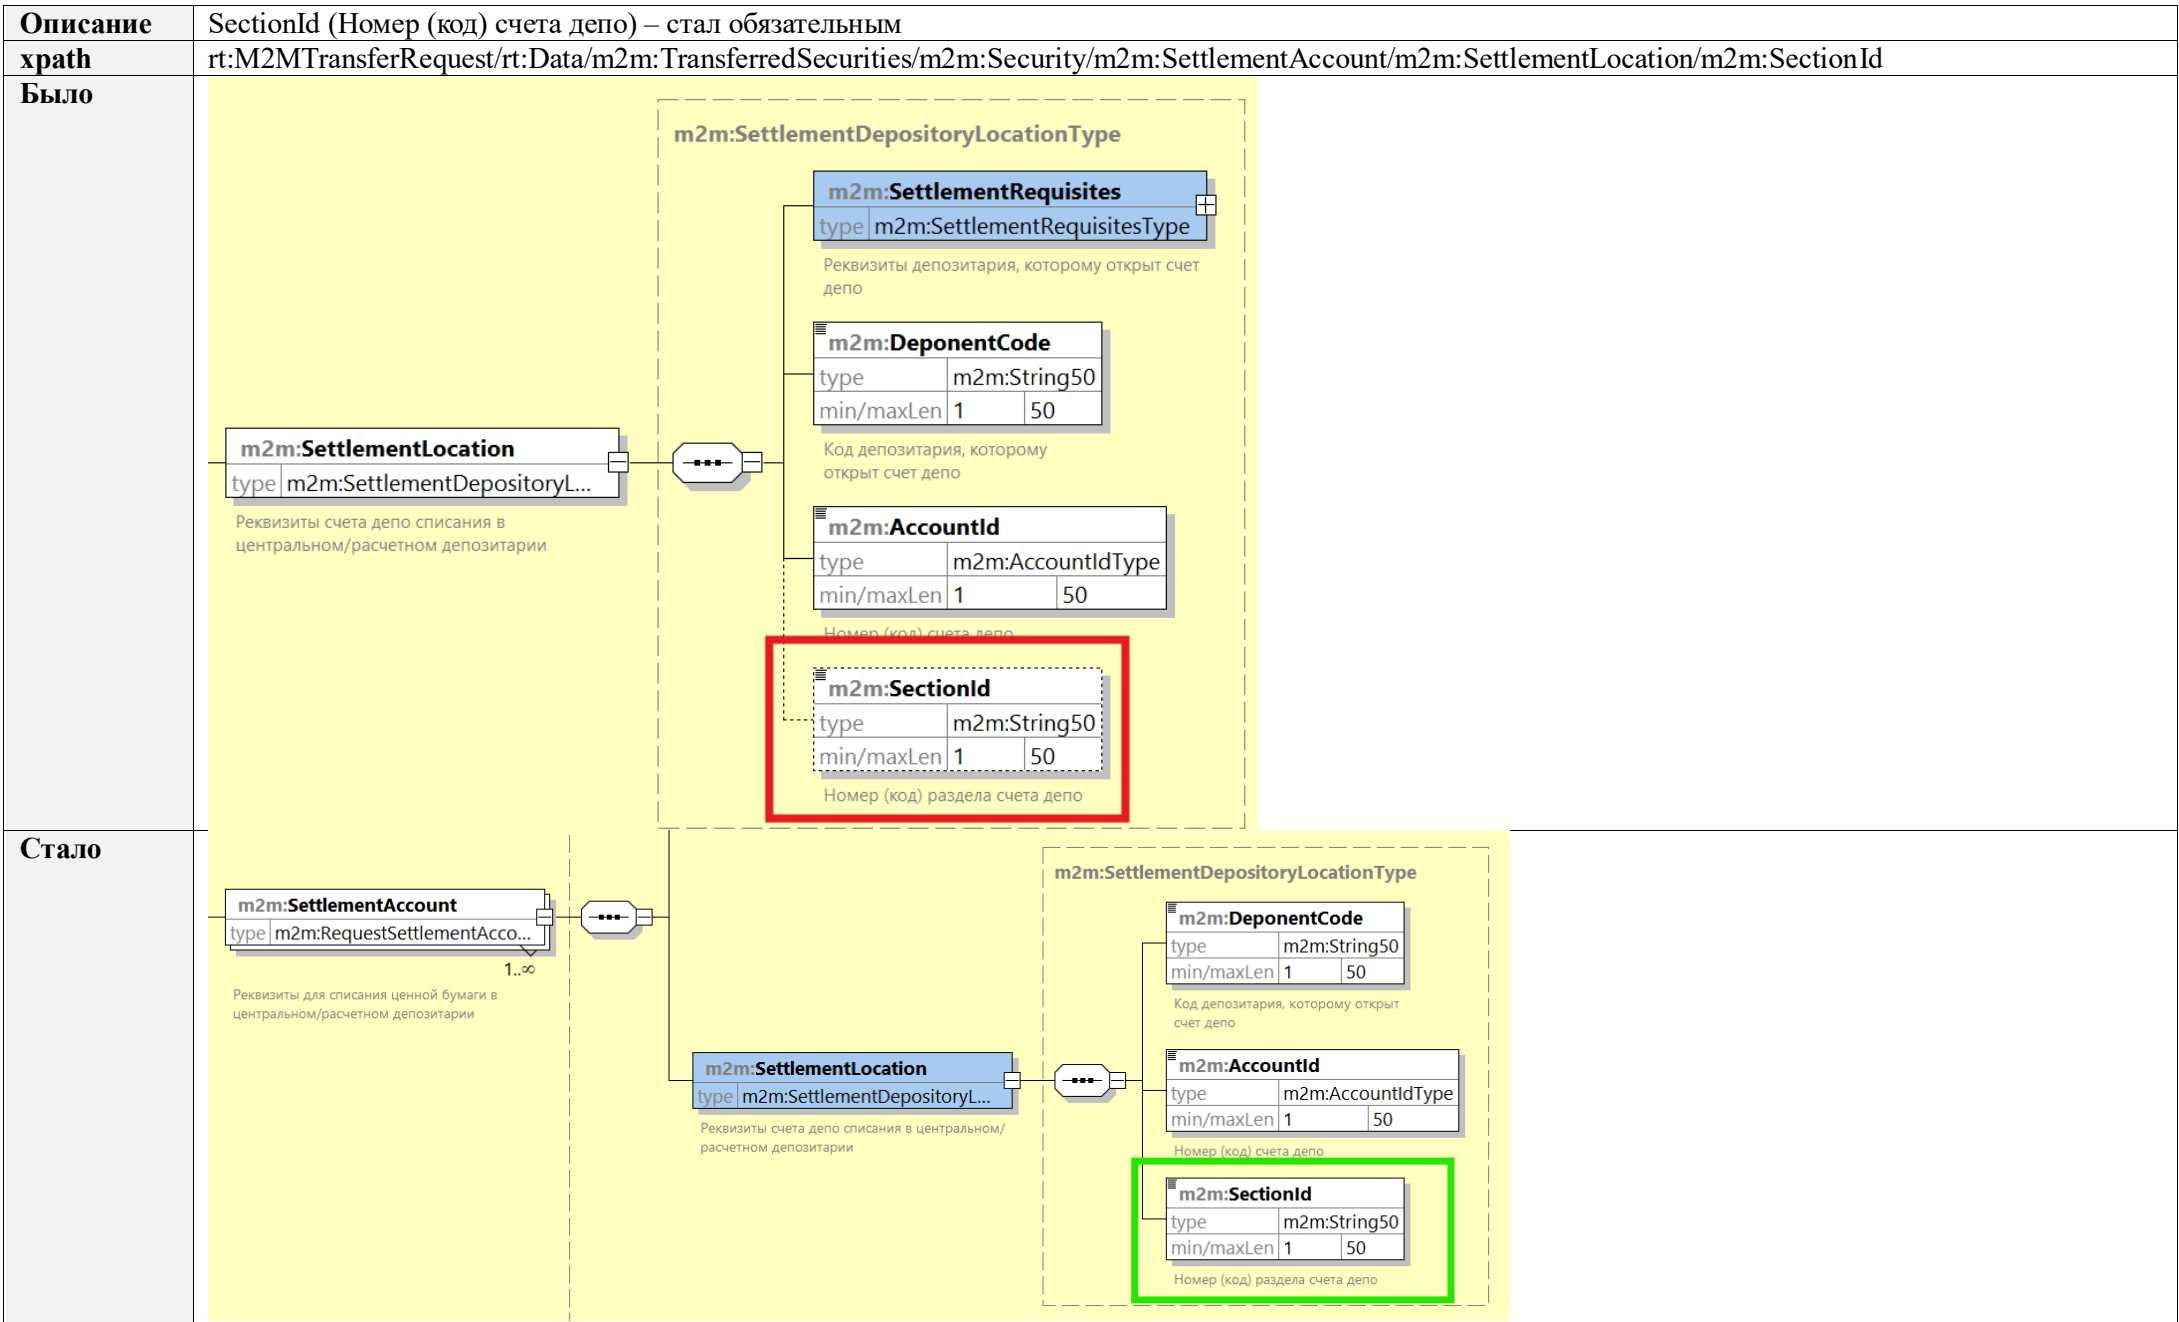 Описание SectionId (Номер (код) счета депо) – стал обязательным
xpath rt:M2MTransferRequest/rt:Data/m2m:TransferredSecurities/m2m:Security/m2m:SettlementAccount/m2m:SettlementLocation/m2m:SectionId
Было
m2m:SettlementDepositoryLocationType
m2m:SettlementRequisites
type m2m:SettlementRequisitesType
Реквизиты депозитария, которому открыт счет
депо
m2m:DeponentCode
type m2m:String50
min/maxLen 1 50
Код депозитария, которому
открыт счет депо
m2m:SettlementLocation
type m2m:SettlementDepositoryL...
Реквизиты счета депо списания в
центральном/расчетном депозитарии
m2m:AccountId
type m2m:AccountIdType
min/maxLen 1 50
Номер (код) счета депо
m2m:SectionId
type m2m:String50
min/maxLen 1 50
Номер (код) раздела счета депо
Стало
m2m:SettlementAccount
type m2m:RequestSettlementAcco...
1..∞
Реквизиты для списания ценной бумаги в
центральном/расчетном депозитарии
m2m:SettlementDepositoryLocationType
m2m:DeponentCode
type m2m:String50
min/maxLen 1 50
Код депозитария, которому открыт
счет депо
m2m:SettlementLocation
type m2m:SettlementDepositoryL...
Реквизиты счета депо списания в центральном/
расчетном депозитарии
m2m:AccountId
type m2m:AccountIdType
min/maxLen 1 50
Номер (код) счета депо
m2m:SectionId
type m2m:String50
min/maxLen 1 50
Номер (код) раздела счета депо